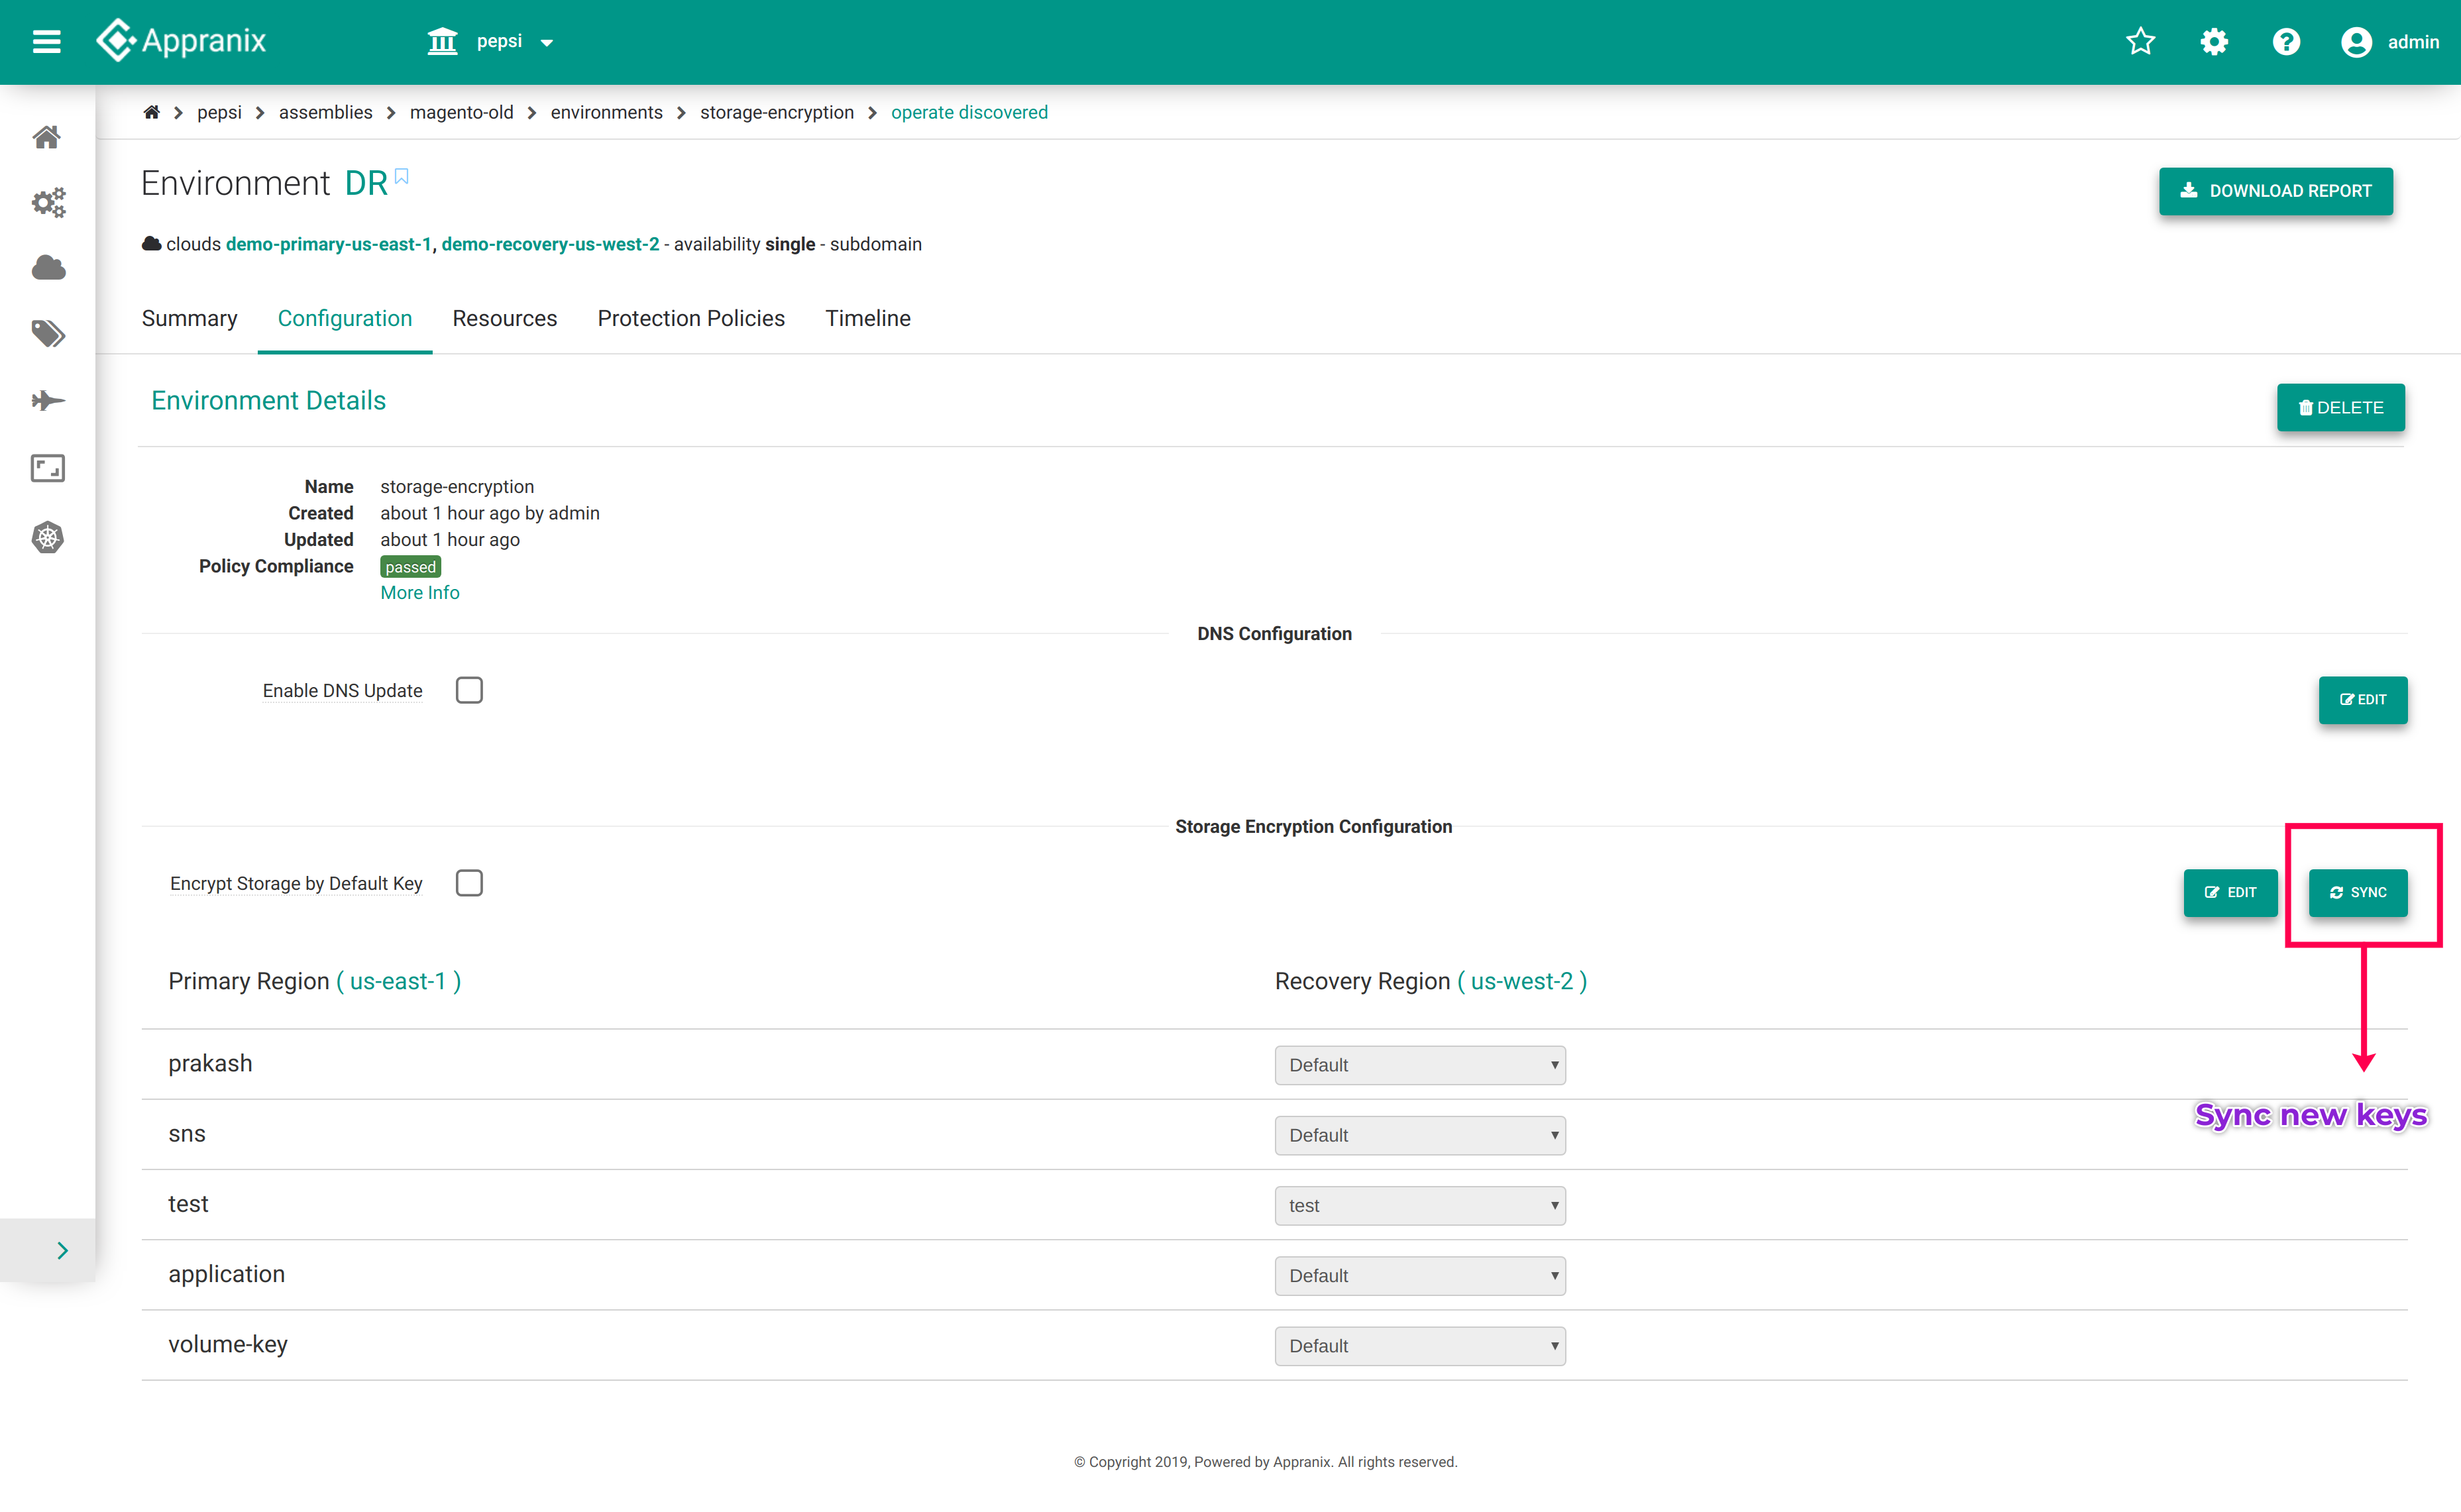 Appranix
pepsi
admin
pepsi assemblies magento-old environments storage-encryption operate discovered
Environment DR
DOWNLOAD REPORT
clouds demo-primary-us-east-1, demo-recovery-us-west-2 - availability single - subdomain
Summary Configuration Resources Protection Policies Timeline
Environment Details
DELETE
Name storage-encryption
Created about 1 hour ago by admin
Updated about 1 hour ago
Policy Compliance passed
More Info
DNS Configuration
Enable DNS Update
EDIT
Storage Encryption Configuration
Encrypt Storage by Default Key
EDIT SYNC
Primary Region ( us-east-1 ) Recovery Region ( us-west-2 )
prakash Default
Sync new keys
sns Default
test test
application Default
volume-key Default
© Copyright 2019, Powered by Appranix. All rights reserved.